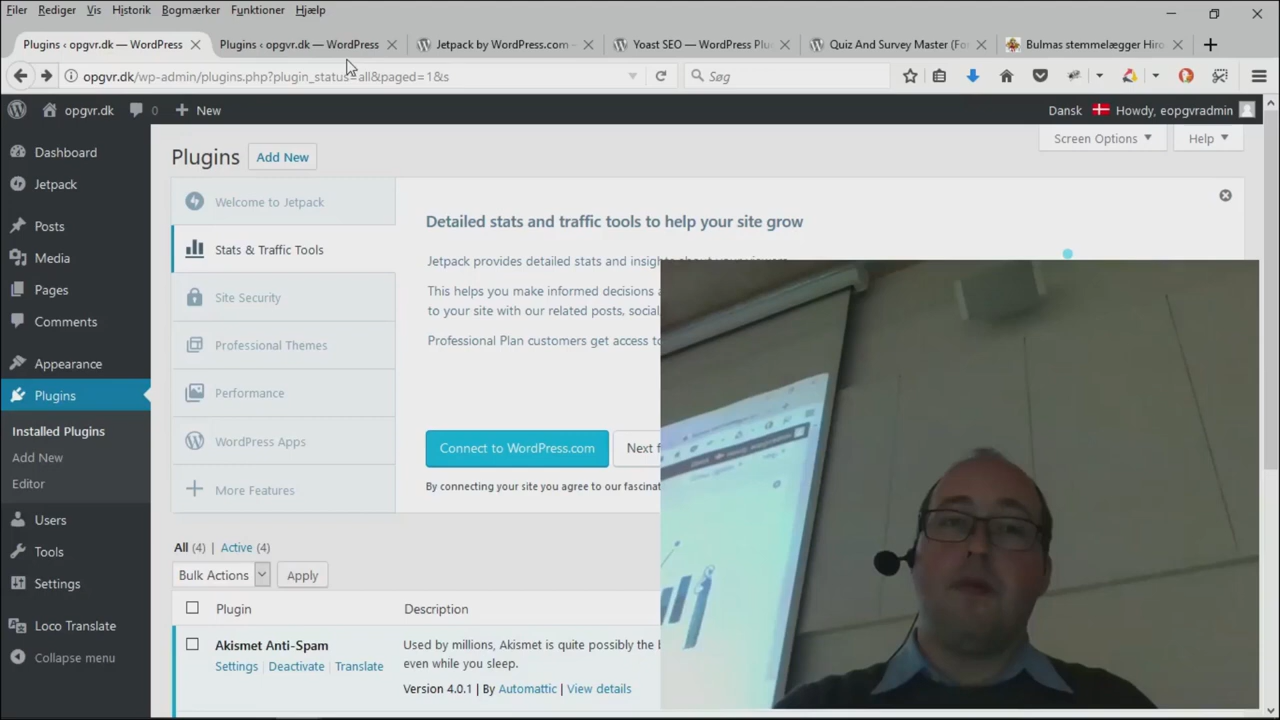 Filer Rediger Vis Historik Bogmærker Funktioner Hjælp
Plugins ‹ opgvr.dk — WordPress
Plugins ‹ opgvr.dk — WordPress
Jetpack by WordPress.com -
Yoast SEO — WordPress Plu
Quiz And Survey Master (For
Bulmas stemmelægger Hiro
opgvr.dk/wp-admin/plugins.php?plugin_status=all&paged=1&s
Søg
opgvr.dk
0
New
Dansk
Howdy, eopgvradmin
Dashboard
Jetpack
Posts
Media
Pages
Comments
Appearance
Plugins
Installed Plugins
Add New
Editor
Users
Tools
Settings
Loco Translate
Collapse menu
Screen Options
Help
Plugins
Add New
Welcome to Jetpack
Stats & Traffic Tools
Site Security
Professional Themes
Performance
WordPress Apps
More Features
Detailed stats and traffic tools to help your site grow
Jetpack provides detailed stats and insights about your viewers.
This helps you make informed decisions a
to your site with our related posts, social,
Professional Plan customers get access to
Connect to WordPress.com
Next f
By connecting your site you agree to our fascinat
All (4) | Active (4)
Bulk Actions
Apply
Plugin
Description
Akismet Anti-Spam
Settings | Deactivate | Translate
Used by millions, Akismet is quite possibly the b
even while you sleep.
Version 4.0.1 | By Automattic | View details